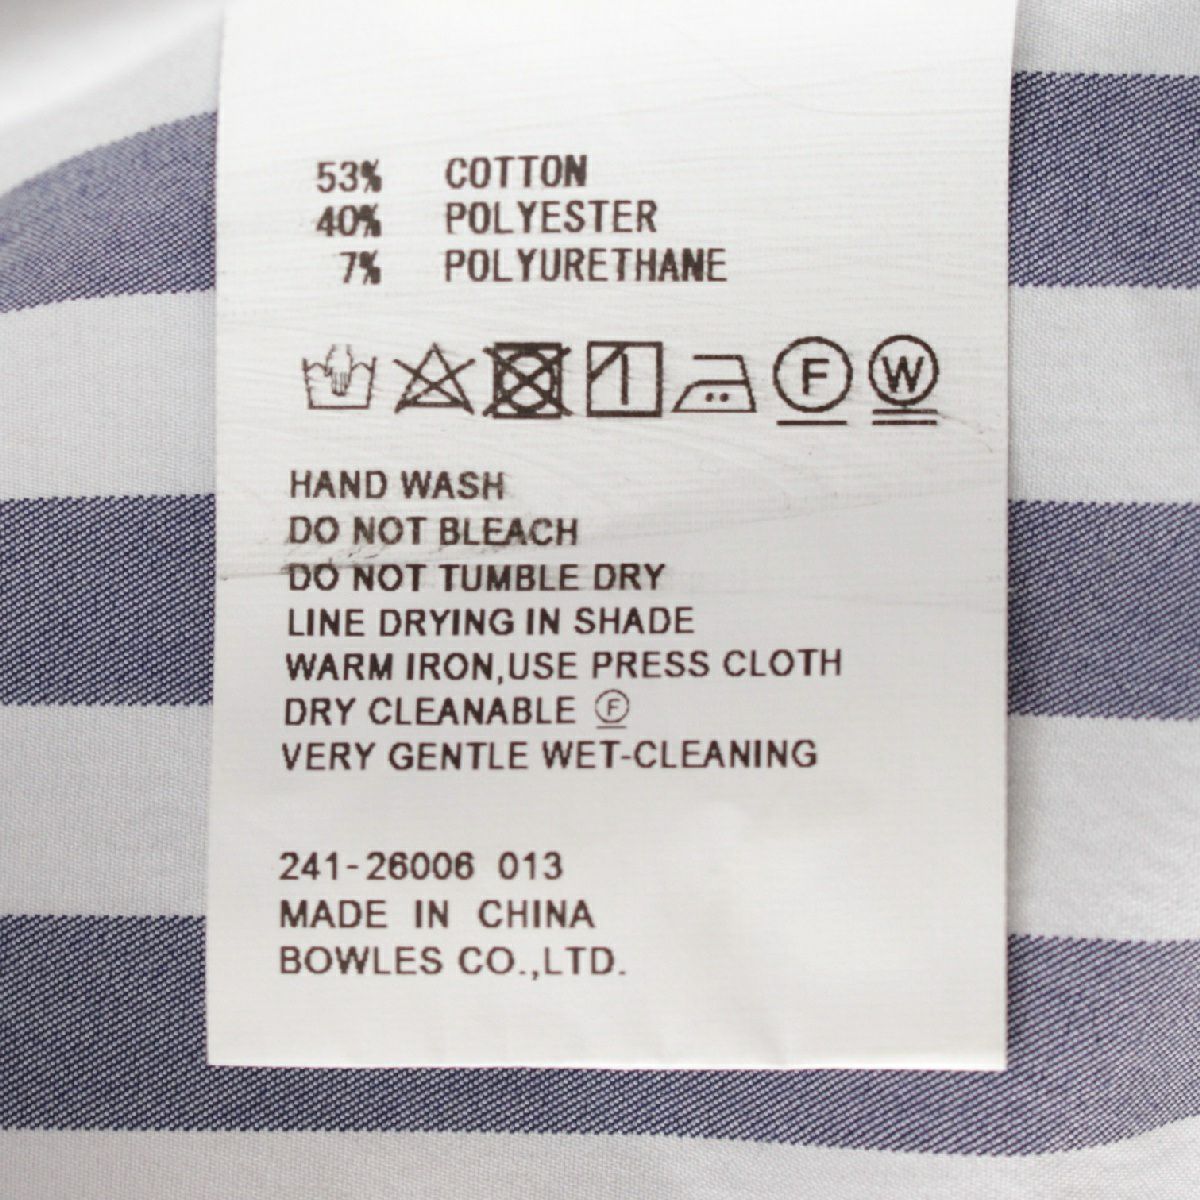 53% COTTON
40% POLYESTER
7% POLYURETHANE
F W
HAND WASH
DO NOT BLEACH
DO NOT TUMBLE DRY
LINE DRYING IN SHADE
WARM IRON,USE PRESS CLOTH
DRY CLEANABLE Ⓕ
VERY GENTLE WET-CLEANING
241-26006 013
MADE IN CHINA
BOWLES CO.,LTD.